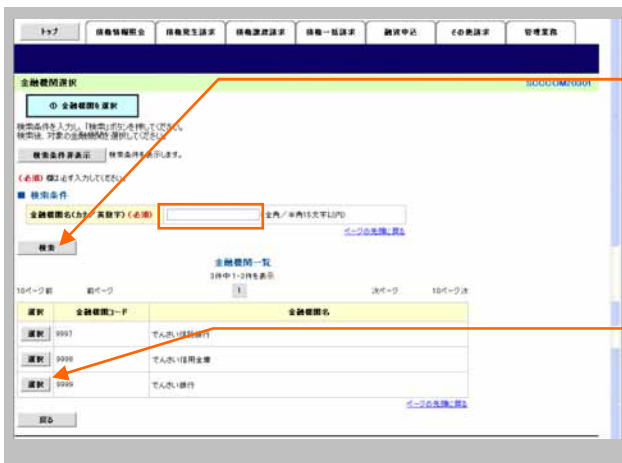 トップ 債権情報照会 債権発生請求 債権譲渡請求 債権一括請求 融資申込 その他請求 管理業務
金融機関選択 SCCCOM20301
① 金融機関を選択
検索条件を入力し、「検索」ボタンを押してください。
検索後、対象の金融機関を選択してください。
検索条件非表示 検索条件を表示します。
(必須)欄は必ず入力してください。
■ 検索条件
金融機関名(カナ/英数字)(必須) (全角/半角15文字以内)
ページの先頭に戻る
検索
金融機関一覧
3件中 1-3件を表示
10ページ前 前ページ 1 次ページ 10ページ次
選択 金融機関コード 金融機関名
選択 9997 でんさい信託銀行
選択 9998 でんさい信用金庫
選択 9999 でんさい銀行
ページの先頭に戻る
戻る